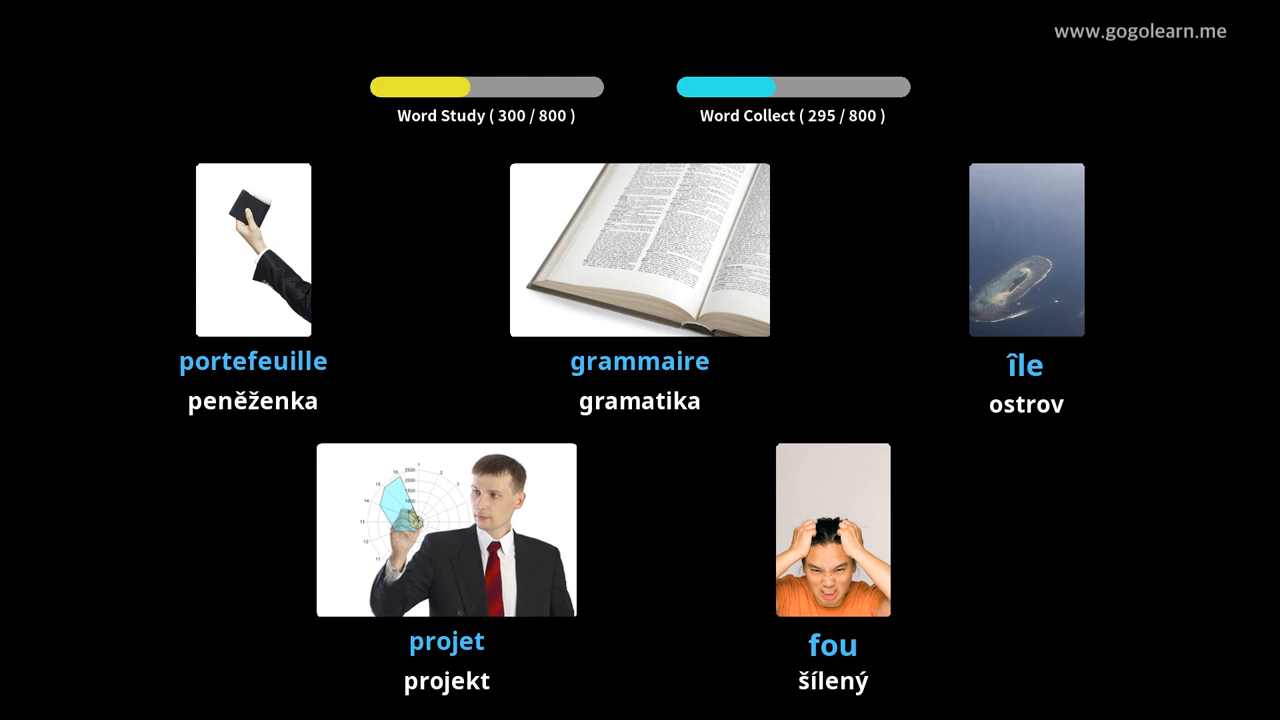 www.gogolearn.me
Word Study ( 300 / 800 )
Word Collect ( 295 / 800 )
portefeuille
peněženka
grammaire
gramatika
île
ostrov
projet
projekt
fou
šílený